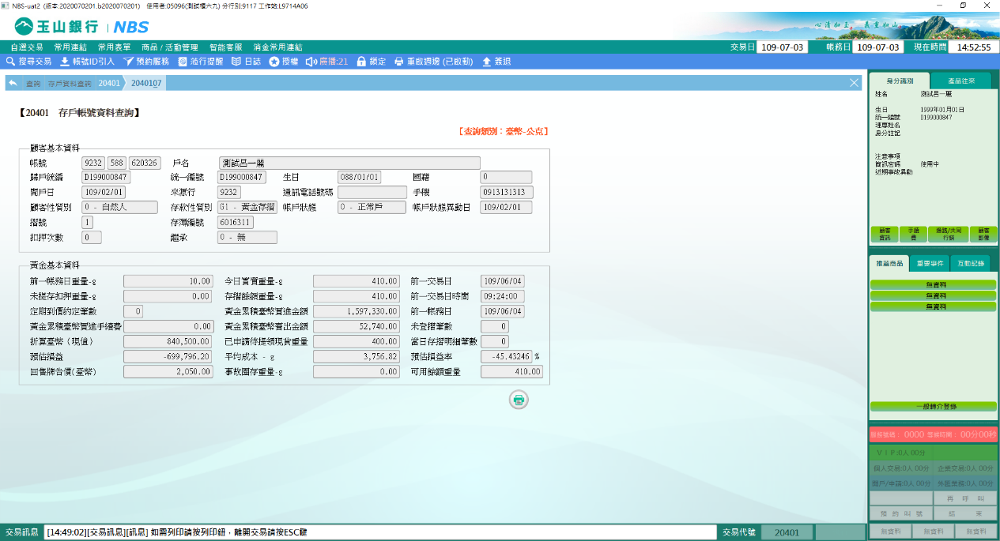 NBS-uat2 (版本:2020070201.b2020070201) 使用者:05096(測試櫃六九) 分行別:9117 工作站:L9714A06
玉山銀行 NBS
心清如玉。義重如山。
自選交易 常用連結 常用表單 商品 / 活動管理 智能客服 消金常用連結 交易日 109-07-03 帳務日 109-07-03 現在時間 14:52:55
搜尋交易 帳號ID引入 預約服務 隨行提醒 日誌 授權 廣播:21 鎖定 重啟週邊 (已啟動) 簽退
查詢 存戶資料查詢 20401 2040107
【20401 存戶帳號資料查詢】
【查詢類別：臺幣-公克】
顧客基本資料
帳號 9232 588 620326 戶名 測試呂一麗
歸戶統編 D199000847 統一編號 D199000847 生日 088/01/01 國籍 0
開戶日 109/02/01 來源行 9232 通訊電話號碼 手機 0913131313
顧客性質別 0 - 自然人 存款性質別 G1 - 黃金存摺 帳戶狀態 0 - 正常戶 帳戶狀態異動日 109/02/01
摺號 1 存簿編號 6016311
扣押次數 0 繼承 0 - 無
黃金基本資料
前一帳務日重量-g 10.00 今日實質重量-g 410.00 前一交易日 109/06/04
未提存扣押重量-g 0.00 存摺餘額重量-g 410.00 前一交易日時間 09:24:00
定期到價約定筆數 0 黃金累積臺幣買進金額 1,597,330.00 前一帳務日 109/06/04
黃金累積臺幣買進手續費 0.00 黃金累積臺幣賣出金額 52,740.00 未登摺筆數 0
折算臺幣（現值） 840,500.00 已申請待提領現貨重量 400.00 當日存摺明細筆數 0
預估損益 -699,796.20 平均成本 - g 3,756.82 預估損益率 -45.43246 %
回售牌告價(臺幣) 2,050.00 事故圈存重量-g 0.00 可用餘額重量 410.00
身分識別 產品往來
姓名 測試呂一麗
生日 1999年01月01日
統一編號 D199000847
理專姓名
身分註記
注意事項
簡訊密碼 使用中
近期事故異動
顧客資訊 手續費 通路/共同行銷 顧客影像
推薦商品 重要事件 互動記錄
無資料
無資料
無資料
一般轉介登錄
0000 等候時間： 00分00秒
V I P:0人 00分
個人交易:0人 00分 企業交易:0人 00分
開戶/申請:0人 00分 外匯業務:0人 00分
再 呼 叫
預 約 叫 號 結 束
無資料 無資料 無資料
交易訊息 [14:49:02][交易訊息][訊息] 如需列印請按列印鈕，離開交易請按ESC鍵 交易代號 20401